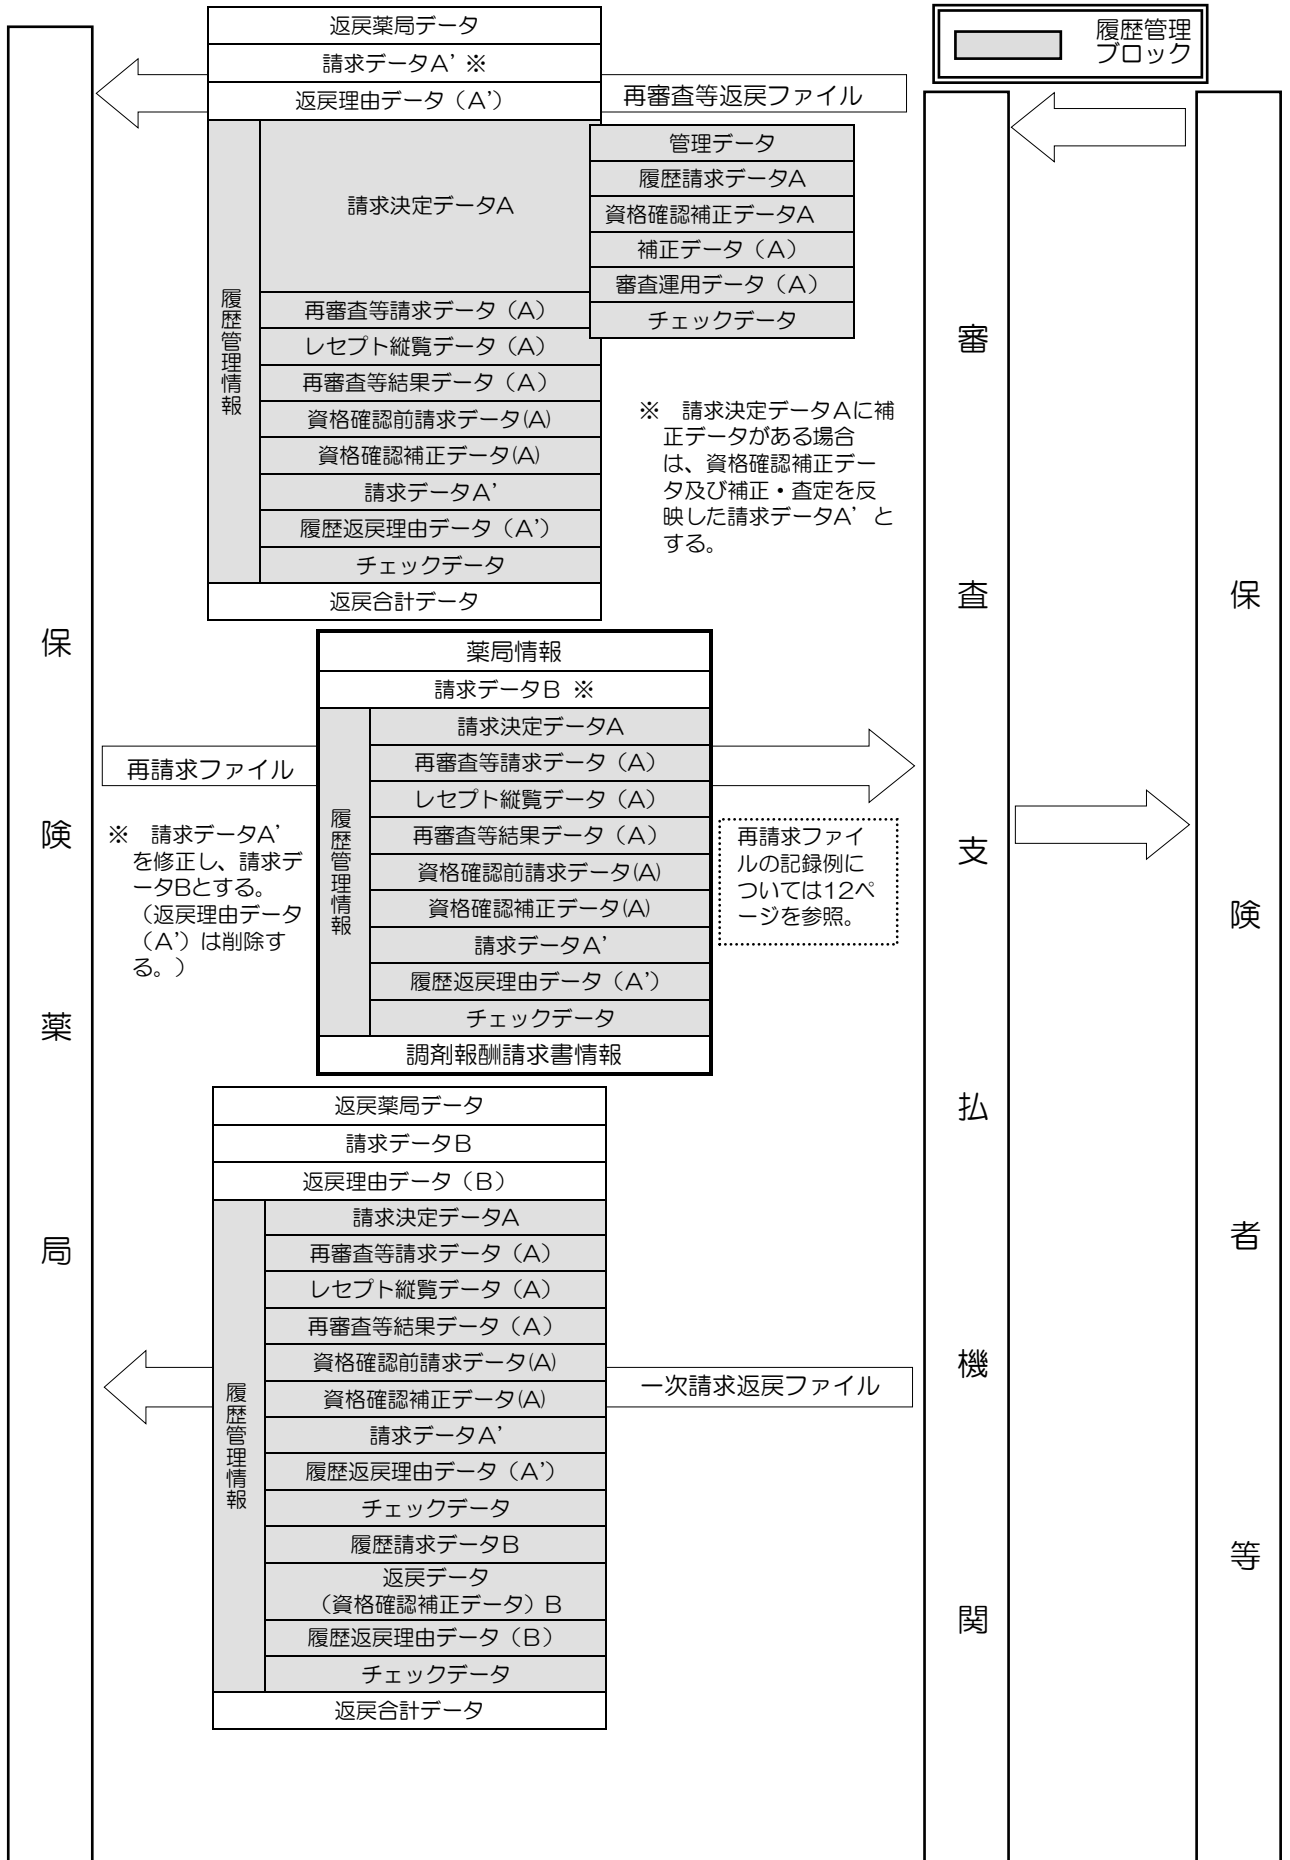 履歴管理
ブロック
返戻薬局データ
請求データA’ ※
返戻理由データ（A’）
再審査等返戻ファイル
履歴管理情報
請求決定データA
管理データ
履歴請求データA
資格確認補正データA
補正データ（A）
審査運用データ（A）
チェックデータ
再審査等請求データ（A）
レセプト縦覧データ（A）
再審査等結果データ（A）
資格確認前請求データ(A)
資格確認補正データ(A)
請求データA’
履歴返戻理由データ（A’）
チェックデータ
返戻合計データ
※　請求決定データAに補
正データがある場合
は、資格確認補正デー
タ及び補正・査定を反
映した請求データA’と
する。
保険薬局
審査支払機関
保険者等
薬局情報
請求データB ※
再請求ファイル
履歴管理情報
請求決定データA
再審査等請求データ（A）
レセプト縦覧データ（A）
再審査等結果データ（A）
資格確認前請求データ(A)
資格確認補正データ(A)
請求データA’
履歴返戻理由データ（A’）
チェックデータ
調剤報酬請求書情報
※　請求データA’
を修正し、請求デ
ータBとする。
（返戻理由データ
（A’）は削除す
る。）
再請求ファイ
ルの記録例に
ついては12ペ
ージを参照。
返戻薬局データ
請求データB
返戻理由データ（B）
履歴管理情報
請求決定データA
再審査等請求データ（A）
レセプト縦覧データ（A）
再審査等結果データ（A）
資格確認前請求データ(A)
資格確認補正データ(A)
請求データA’
履歴返戻理由データ（A’）
チェックデータ
履歴請求データB
返戻データ
（資格確認補正データ）B
履歴返戻理由データ（B）
チェックデータ
返戻合計データ
一次請求返戻ファイル